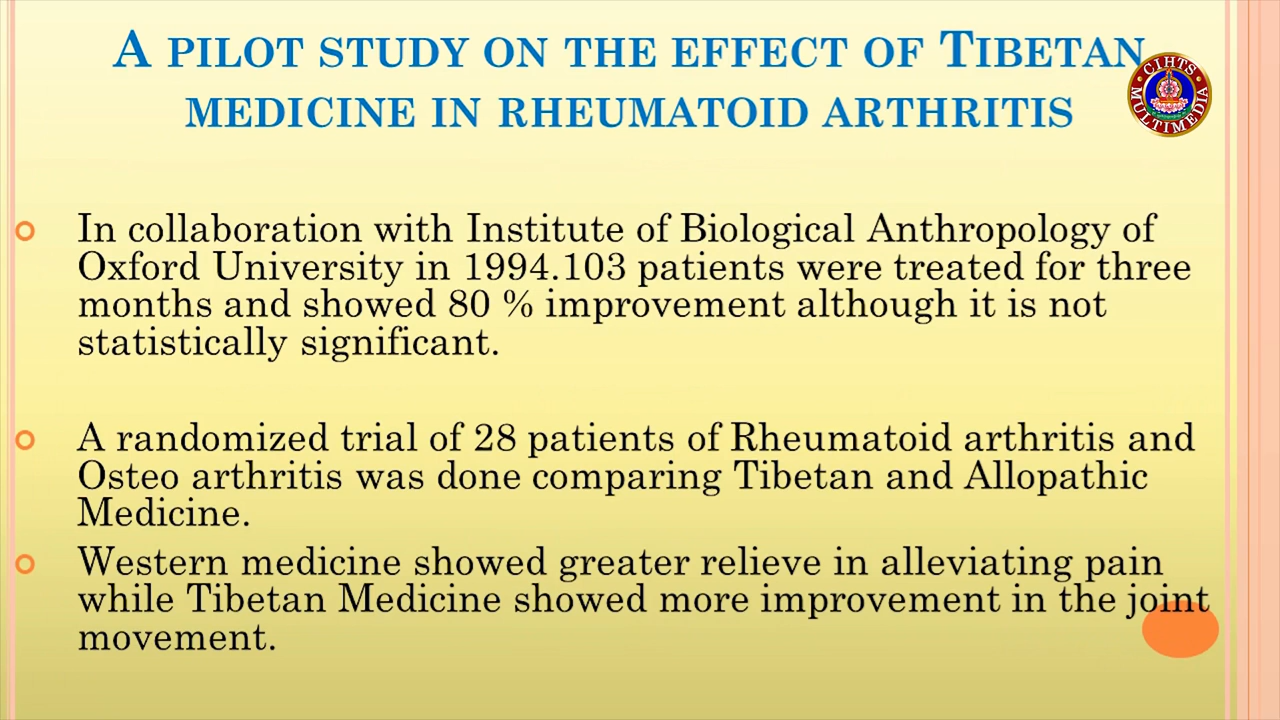 A PILOT STUDY ON THE EFFECT OF TIBETAN
MEDICINE IN RHEUMATOID ARTHRITIS
CIHTS
MULTIMEDIA
In collaboration with Institute of Biological Anthropology of
Oxford University in 1994.103 patients were treated for three
months and showed 80 % improvement although it is not
statistically significant.
A randomized trial of 28 patients of Rheumatoid arthritis and
Osteo arthritis was done comparing Tibetan and Allopathic
Medicine.
Western medicine showed greater relieve in alleviating pain
while Tibetan Medicine showed more improvement in the joint
movement.